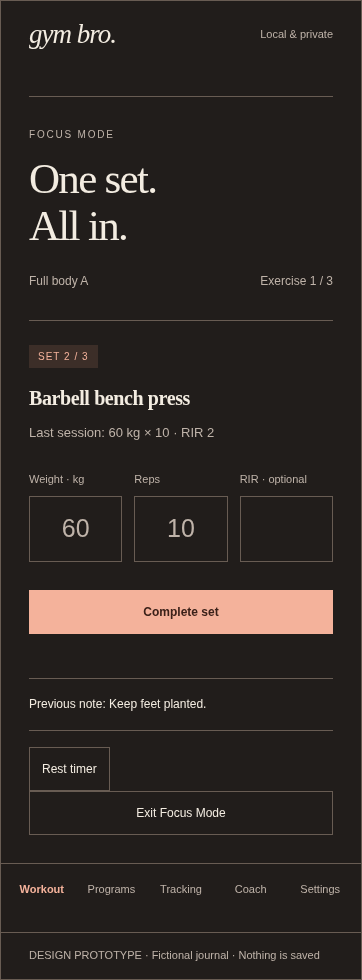 gym bro.
Local & private
FOCUS MODE
One set.
All in.
Full body A
Exercise 1 / 3
SET 2 / 3
Barbell bench press
Last session: 60 kg × 10 · RIR 2
Weight · kg
Reps
RIR · optional
60
10
Complete set
Previous note: Keep feet planted.
Rest timer
Exit Focus Mode
Workout
Programs
Tracking
Coach
Settings
DESIGN PROTOTYPE · Fictional journal · Nothing is saved